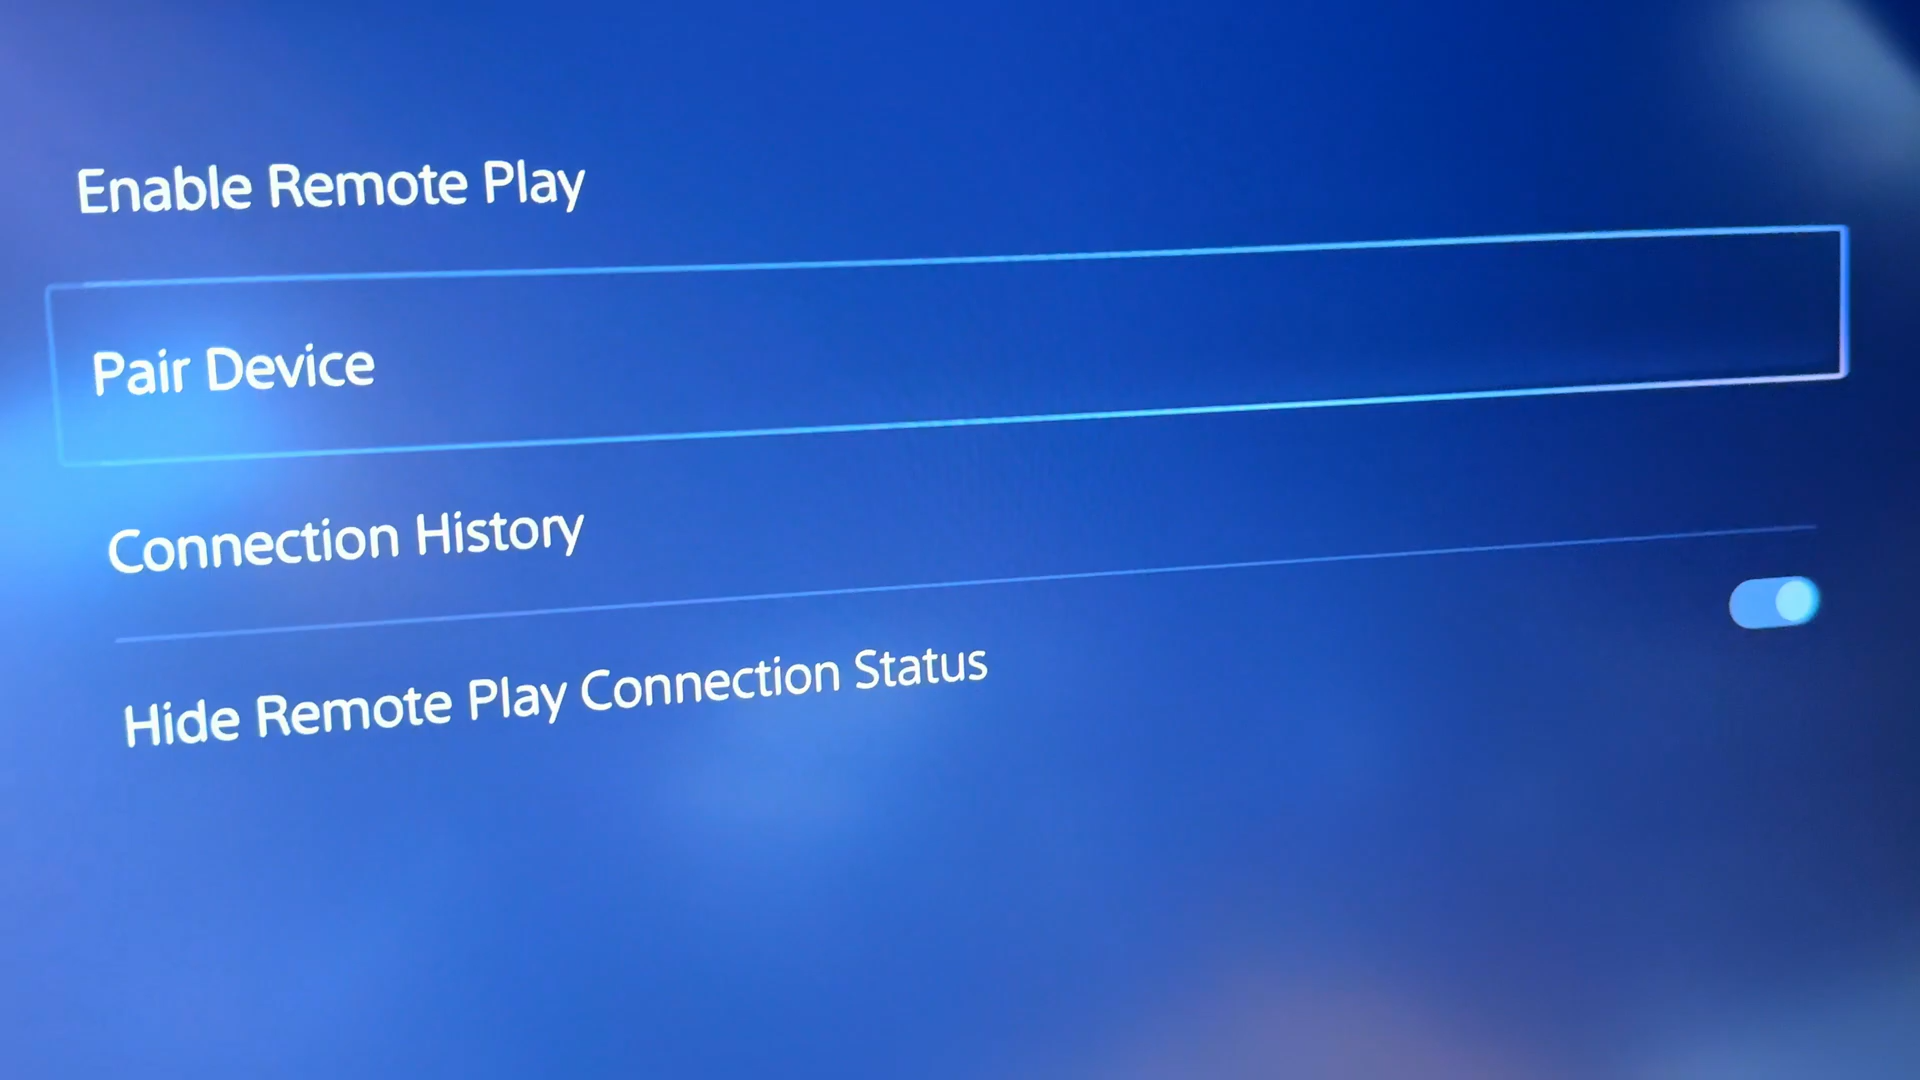 Enable Remote Play
Pair Device
Connection History
Hide Remote Play Connection Status